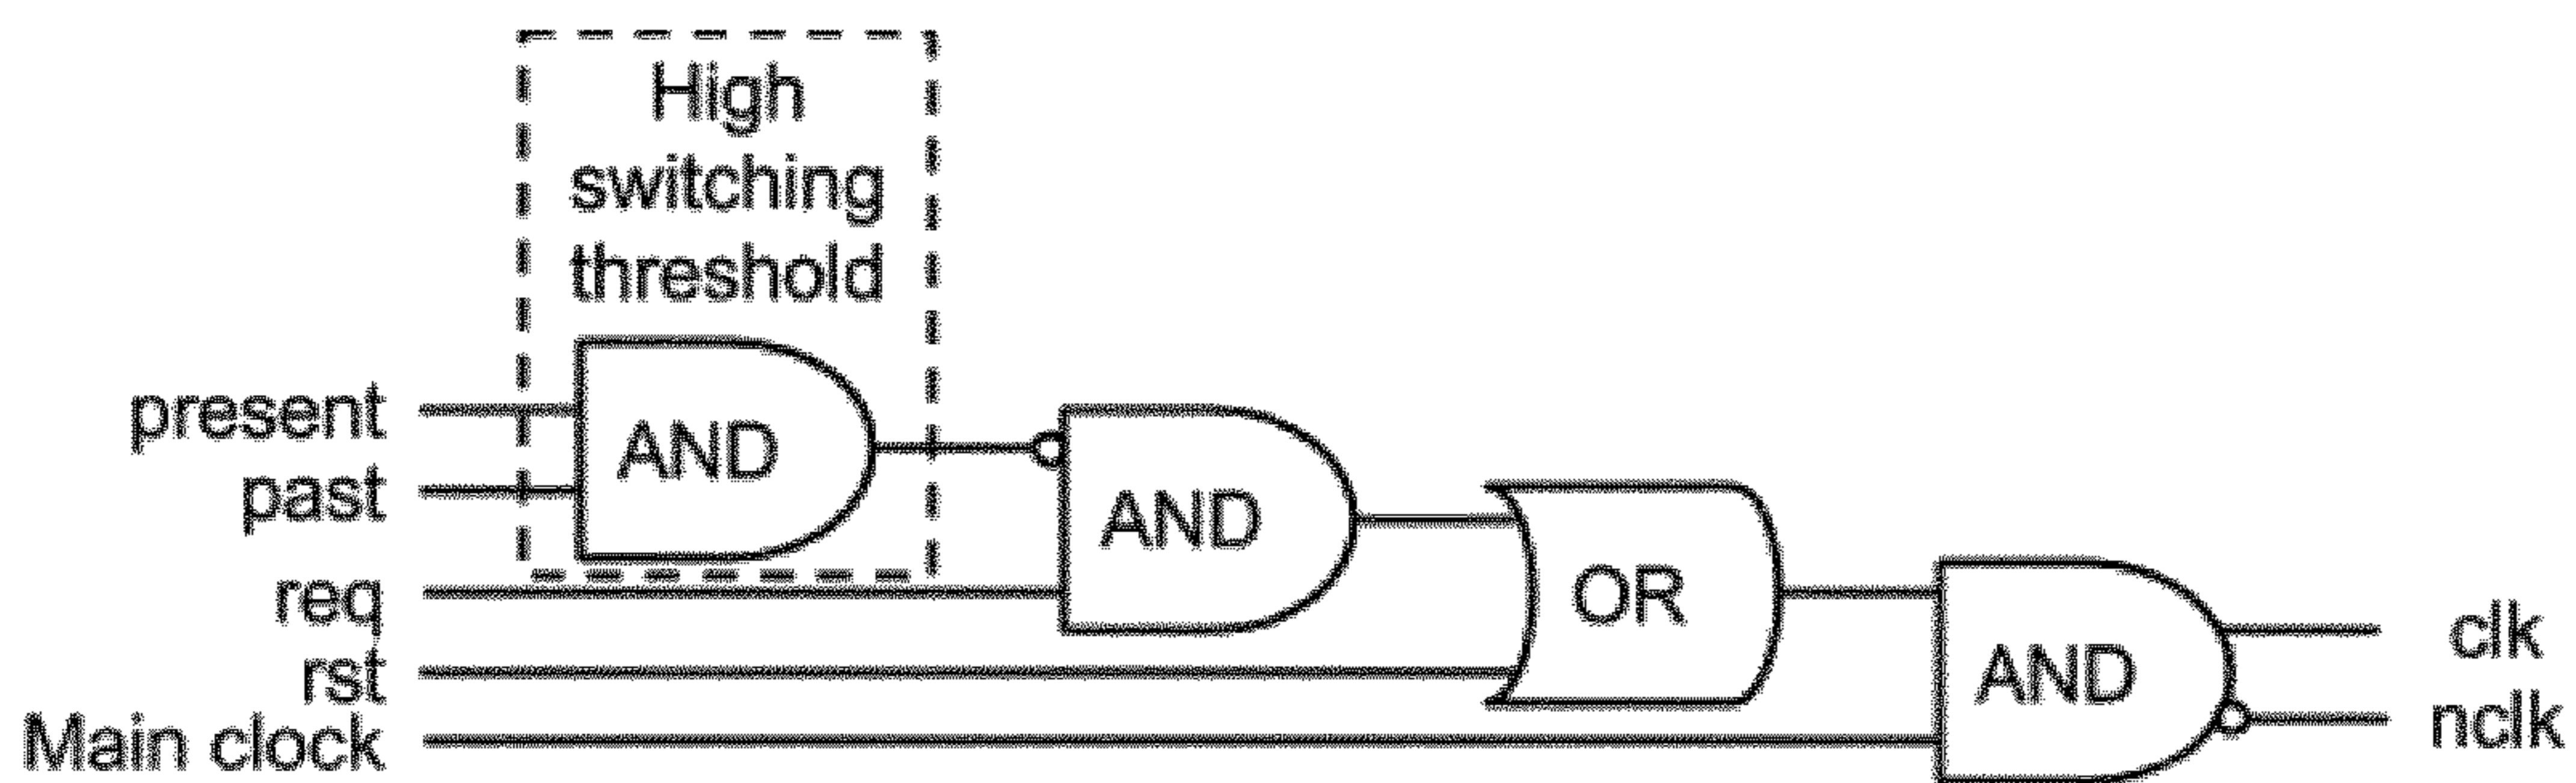 High
switching
threshold
present
AND
past
AND
req
OR
rst
AND
clk
Main clock
nclk